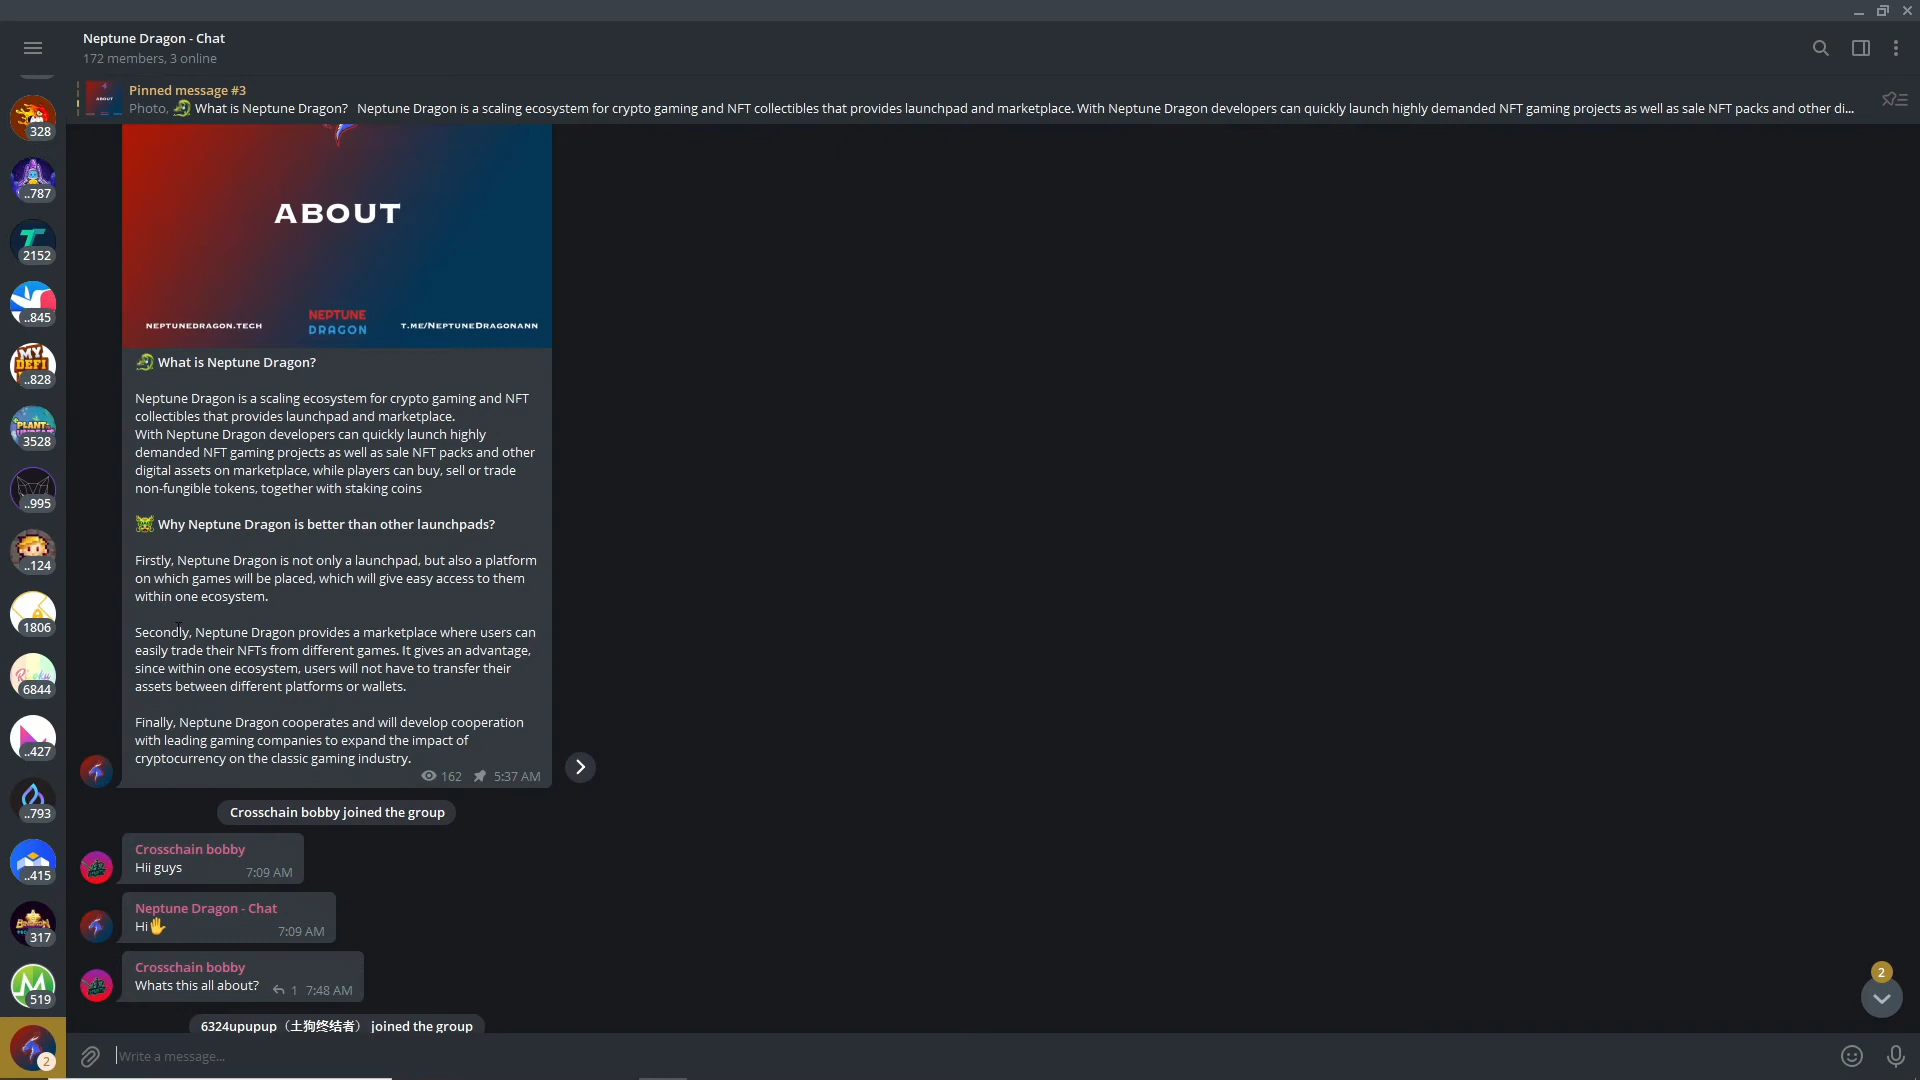 Neptune Dragon - Chat
172 members, 3 online
Pinned message #3
Photo, 🐉 What is Neptune Dragon? Neptune Dragon is a scaling ecosystem for crypto gaming and NFT collectibles that provides launchpad and marketplace. With Neptune Dragon developers can quickly launch highly demanded NFT gaming projects as well as sale NFT packs and other di...
ABOUT
328
..787
2152
..845
MY
DEFI
..828
PLANT
3528
..995
..124
1806
6844
..427
..793
..415
317
519
2
ABOUT
NEPTUNEDRAGON.TECH
NEPTUNE
DRAGON
T.ME/NEPTUNEDRAGONANN
🐉 What is Neptune Dragon?
Neptune Dragon is a scaling ecosystem for crypto gaming and NFT
collectibles that provides launchpad and marketplace.
With Neptune Dragon developers can quickly launch highly
demanded NFT gaming projects as well as sale NFT packs and other
digital assets on marketplace, while players can buy, sell or trade
non-fungible tokens, together with staking coins
🐲 Why Neptune Dragon is better than other launchpads?
Firstly, Neptune Dragon is not only a launchpad, but also a platform
on which games will be placed, which will give easy access to them
within one ecosystem.
Secondly, Neptune Dragon provides a marketplace where users can
easily trade their NFTs from different games. It gives an advantage,
since within one ecosystem, users will not have to transfer their
assets between different platforms or wallets.
Finally, Neptune Dragon cooperates and will develop cooperation
with leading gaming companies to expand the impact of
cryptocurrency on the classic gaming industry.
162 5:37 AM
Crosschain bobby joined the group
Crosschain bobby
Hii guys 7:09 AM
Neptune Dragon - Chat
Hi🖐 7:09 AM
Crosschain bobby
Whats this all about? 1 7:48 AM
6324upupup（土狗终结者） joined the group
2
Write a message...